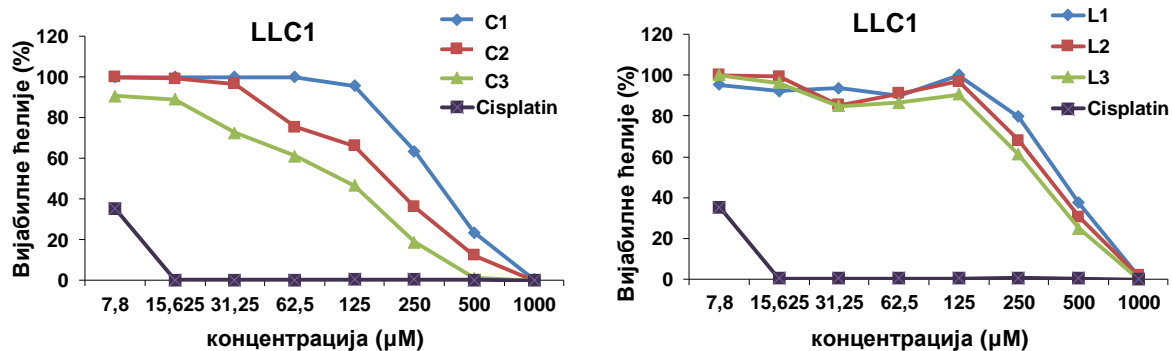 LLC1
C1
C2
C3
Cisplatin
Вијабилне ћелије (%)
120
100
80
60
40
20
0
7,8 15,625 31,25 62,5 125 250 500 1000
концентрација (μM)
LLC1
L1
L2
L3
Cisplatin
Вијабилне ћелије (%)
120
100
80
60
40
20
0
7,8 15,625 31,25 62,5 125 250 500 1000
концентрација (μM)